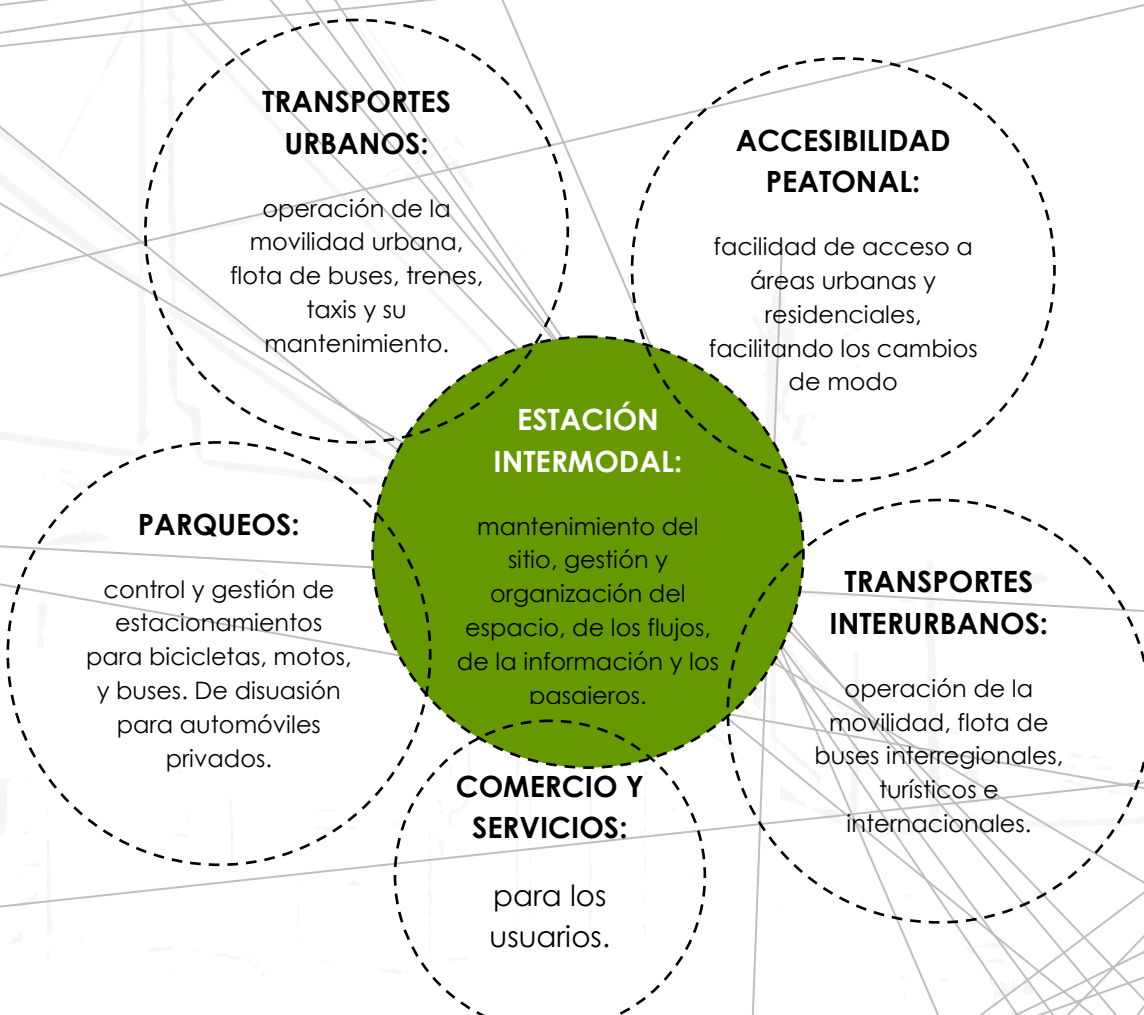 TRANSPORTES
URBANOS:
operación de la
movilidad urbana,
flota de buses, trenes,
taxis y su
mantenimiento.
ACCESIBILIDAD
PEATONAL:
facilidad de acceso a
áreas urbanas y
residenciales,
facilitando los cambios
de modo
ESTACIÓN
INTERMODAL:
mantenimiento del
sitio, gestión y
organización del
espacio, de los flujos,
de la información y los
pasajeros.
PARQUEOS:
control y gestión de
estacionamientos
para bicicletas, motos,
y buses. De disuasión
para automóviles
privados.
TRANSPORTES
INTERURBANOS:
operación de la
movilidad, flota de
buses interregionales,
turísticos e
internacionales.
COMERCIO Y
SERVICIOS:
para los
usuarios.